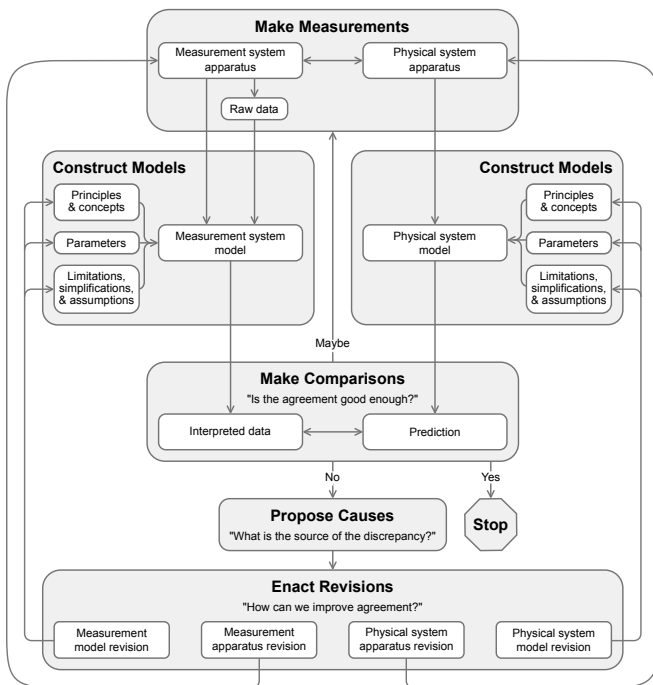 Make Measurements
Measurement system
apparatus
Physical system
apparatus
Raw data
Construct Models
Principles
& concepts
Parameters
Limitations,
simplifications,
& assumptions
Measurement system
model
Construct Models
Physical system
model
Principles
& concepts
Parameters
Limitations,
simplifications,
& assumptions
Maybe
Make Comparisons
"Is the agreement good enough?"
Interpreted data
Prediction
No
Yes
Propose Causes
"What is the source of the discrepancy?"
Stop
Enact Revisions
"How can we improve agreement?"
Measurement
model revision
Measurement
apparatus revision
Physical system
apparatus revision
Physical system
model revision